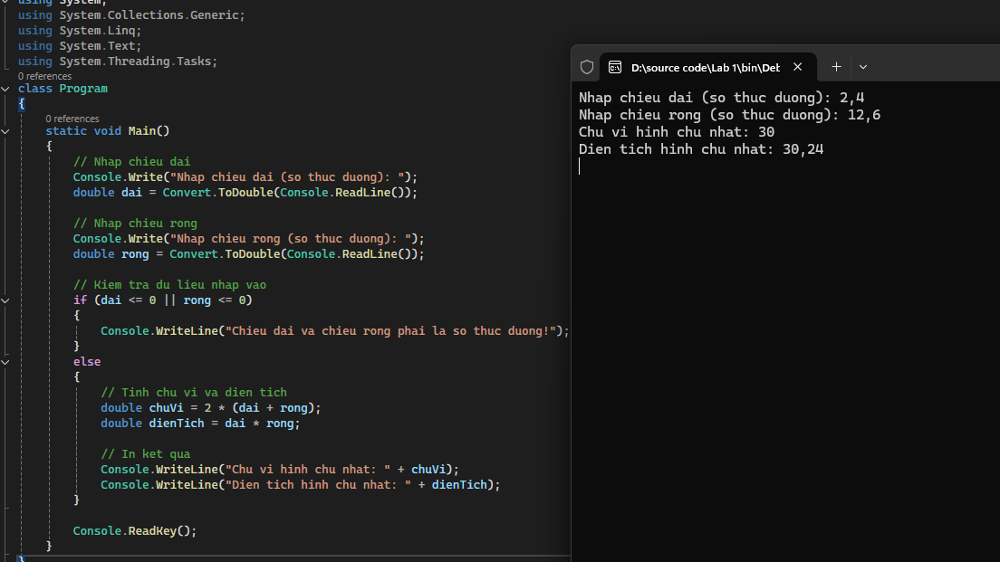 using System;
using System.Collections.Generic;
using System.Linq;
using System.Text;
using System.Threading.Tasks;
0 references
class Program
{
0 references
static void Main()
{
// Nhap chieu dai
Console.Write("Nhap chieu dai (so thuc duong): ");
double dai = Convert.ToDouble(Console.ReadLine());
// Nhap chieu rong
Console.Write("Nhap chieu rong (so thuc duong): ");
double rong = Convert.ToDouble(Console.ReadLine());
// Kiem tra du lieu nhap vao
if (dai <= 0 || rong <= 0)
{
Console.WriteLine("Chieu dai va chieu rong phai la so thuc duong!");
}
else
{
// Tinh chu vi va dien tich
double chuVi = 2 * (dai + rong);
double dienTich = dai * rong;
// In ket qua
Console.WriteLine("Chu vi hinh chu nhat: " + chuVi);
Console.WriteLine("Dien tich hinh chu nhat: " + dienTich);
}
Console.ReadKey();
}
}
D:\source code\Lab 1\bin\Det
Nhap chieu dai (so thuc duong): 2,4
Nhap chieu rong (so thuc duong): 12,6
Chu vi hinh chu nhat: 30
Dien tich hinh chu nhat: 30,24